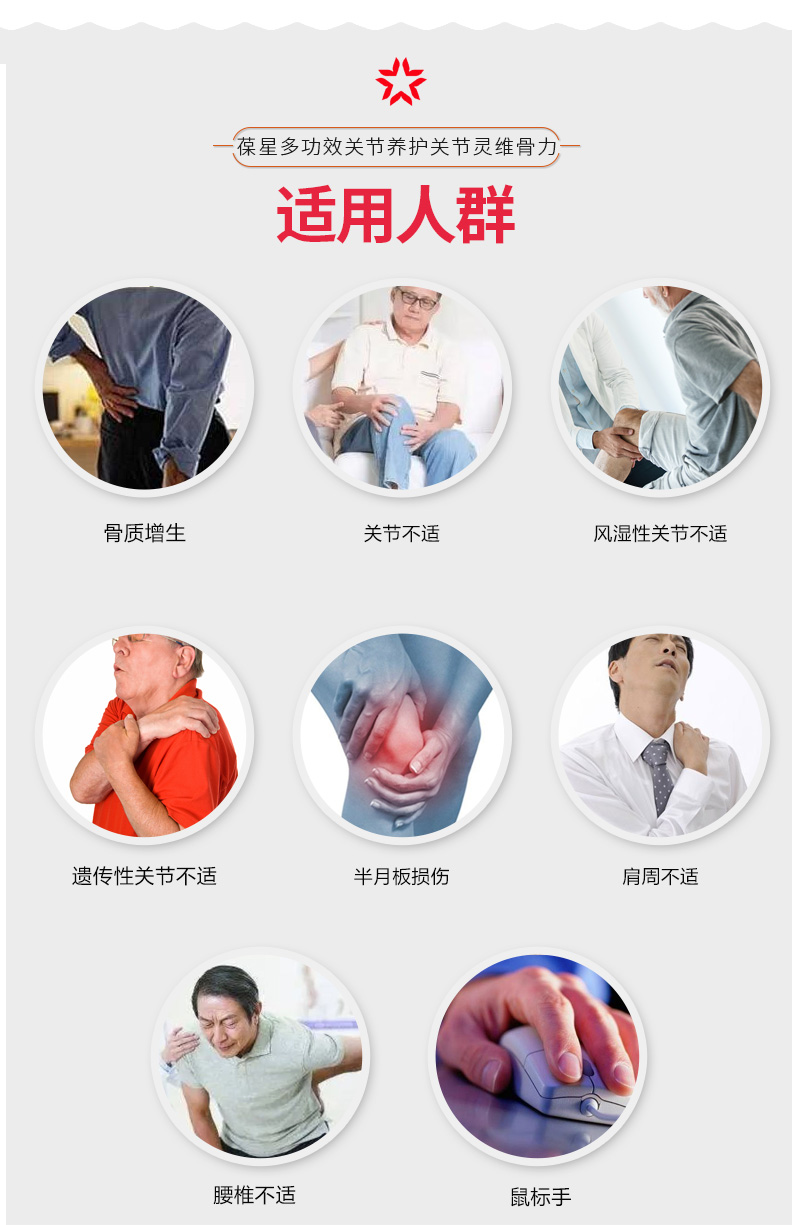 葆星多功效关节养护关节灵维骨力
适用人群
骨质增生
关节不适
风湿性关节不适
遗传性关节不适
半月板损伤
肩周不适
腰椎不适
鼠标手